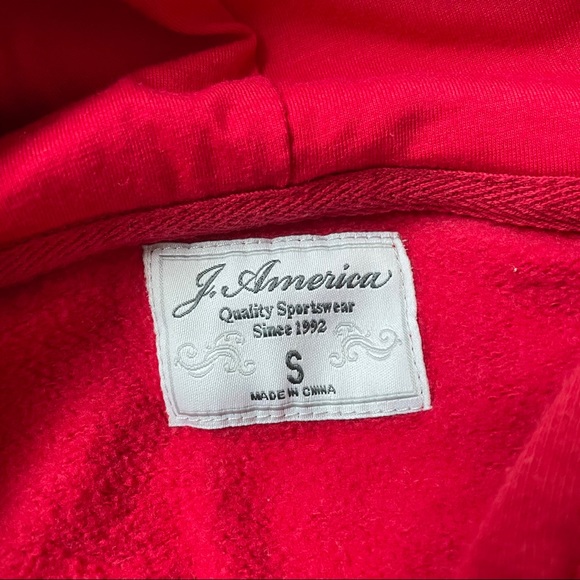 J. America
Quality Sportswear
Since 1992
S
MADE IN CHINA